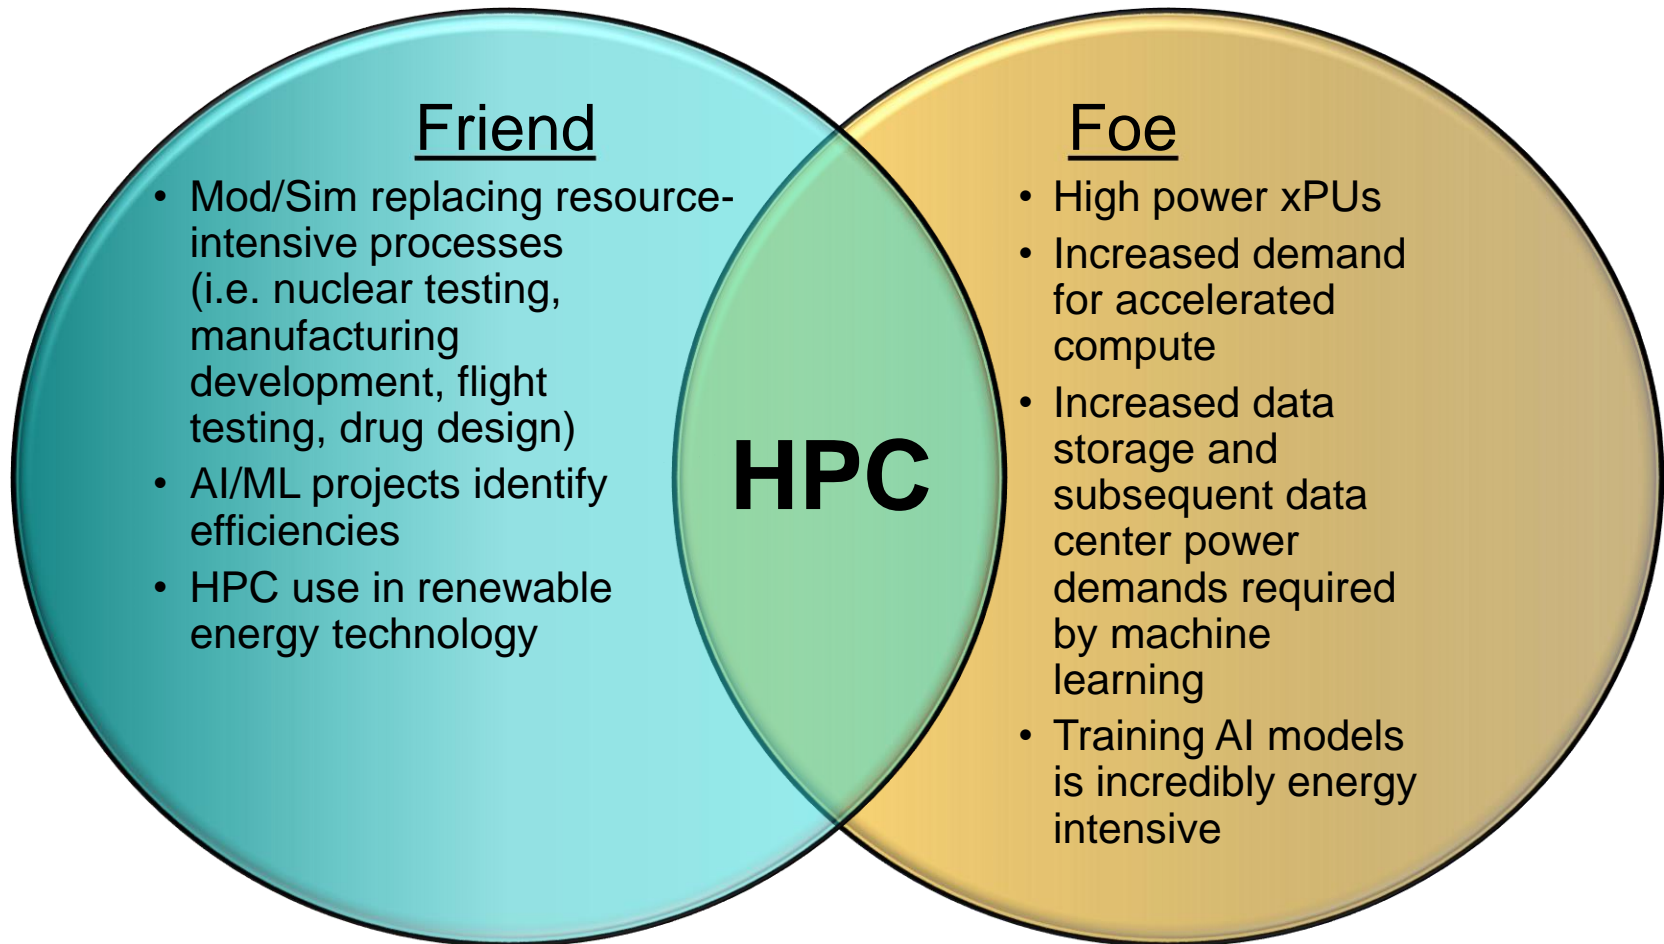 Friend
• Mod/Sim replacing resource-
intensive processes
(i.e. nuclear testing,
manufacturing
development, flight
testing, drug design)
• AI/ML projects identify
efficiencies
• HPC use in renewable
energy technology
HPC
Foe
• High power xPUs
• Increased demand
for accelerated
compute
• Increased data
storage and
subsequent data
center power
demands required
by machine
learning
• Training AI models
is incredibly energy
intensive